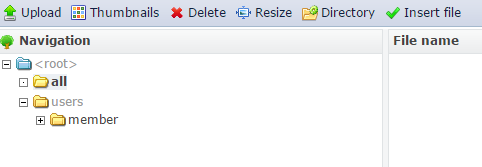 Upload Thumbnails Delete Resize Directory Insert file
Navigation File name
<root>
all
users
member